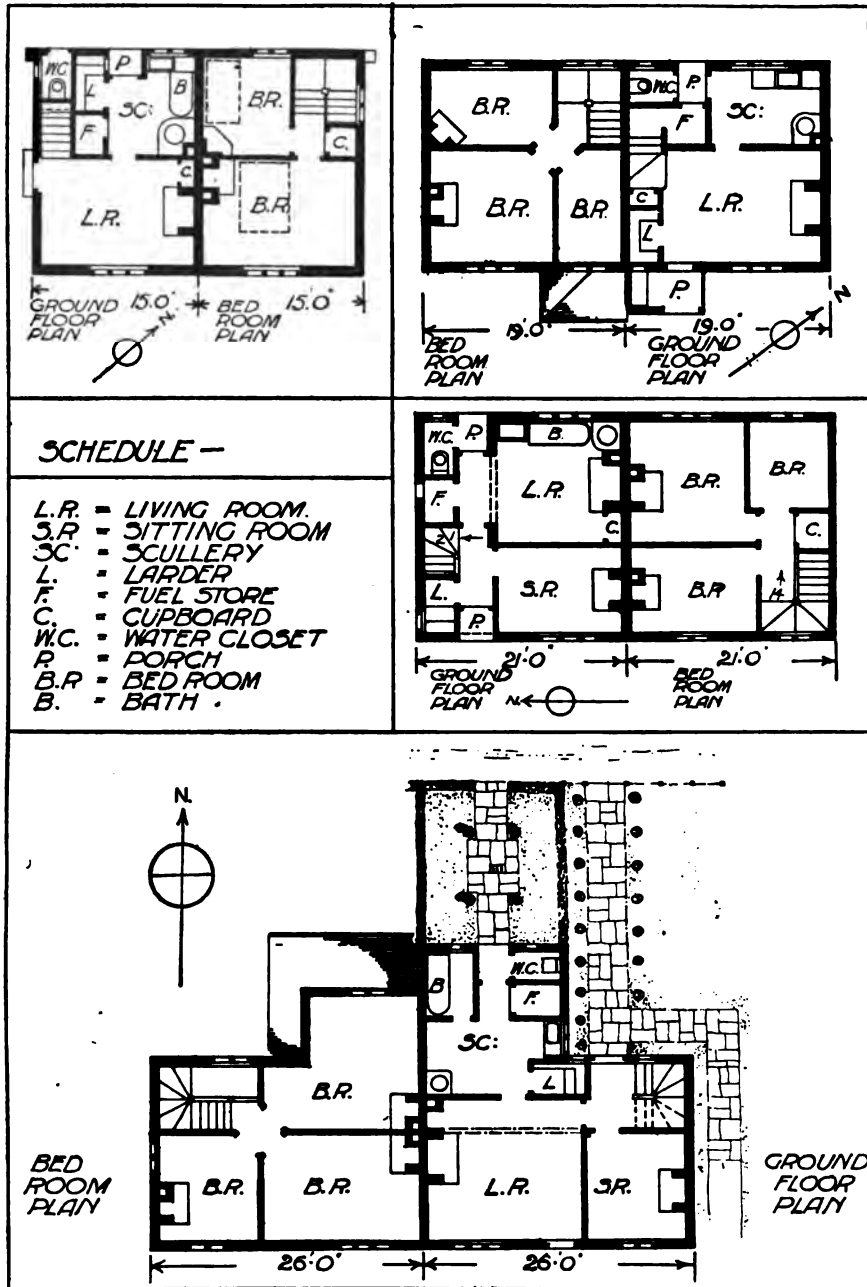 W.C.
L
P.
B
SC:
F.
B.R.
C.
C
L.R.
B.R.
GROUND FLOOR PLAN
15.0"
BED ROOM PLAN
15.0"
N.
B.R.
W.C.
P.
F
SC:
B.R.
B.R.
C
L
L.R.
P.
19.0"
19.0"
BED ROOM PLAN
GROUND FLOOR PLAN
N
SCHEDULE -
L.R. = LIVING ROOM.
S.R = SITTING ROOM
SC = SCULLERY
L. = LARDER
F. = FUEL STORE
C. = CUPBOARD
W.C. = WATER CLOSET
P. = PORCH
B.R = BED ROOM
B. = BATH .
W.C.
P.
B.
L.R.
F.
C.
L.
S.R.
P.
B.R.
B.R.
C.
B.R
14
21.0"
21.0"
GROUND FLOOR PLAN
N.
BED ROOM PLAN
N.
B
W.C.
F.
SC:
L
B.R.
B.R.
B.R.
L.R.
S.R.
BED ROOM PLAN
GROUND FLOOR PLAN
26.0"
26.0"